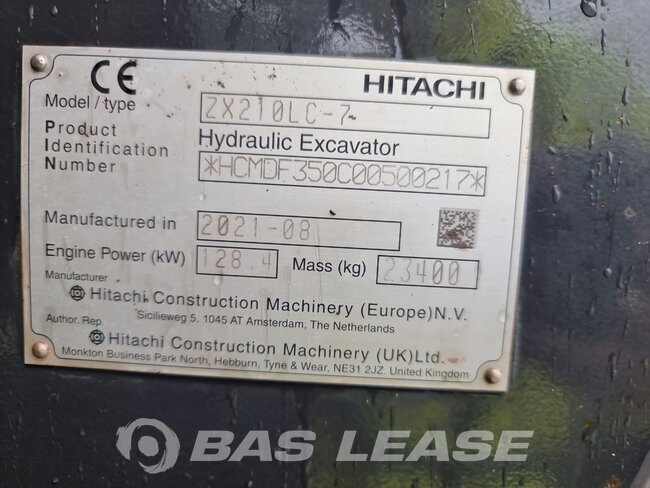 CE HITACHI
Model / type ZX210LC-7
Product Hydraulic Excavator
Identification
Number *HCMDF350C00500217*
Manufactured in 2021-08
Engine Power (kW) 128.4 Mass (kg) 23400
Manufacturer
Hitachi Construction Machinery (Europe)N.V.
Sicilieweg 5, 1045 AT Amsterdam, The Netherlands
Author. Rep.
Hitachi Construction Machinery (UK)Ltd.
Monkton Business Park North, Hebburn, Tyne & Wear, NE31 2JZ. United Kingdom
BAS LEASE